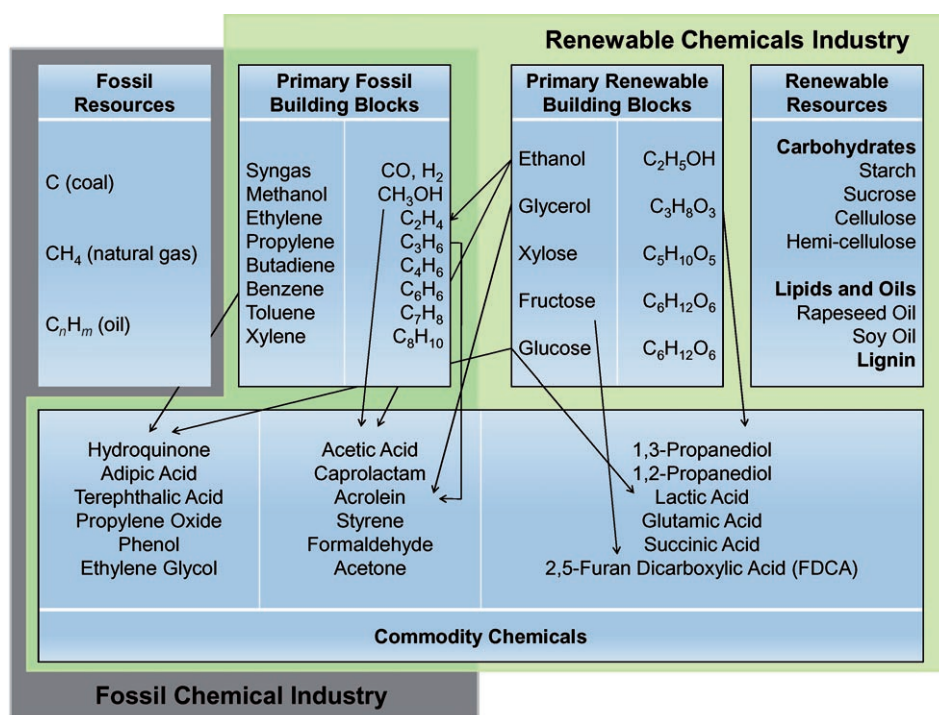 Renewable Chemicals Industry
Fossil
Resources
C (coal)
CH₄ (natural gas)
CₙHₘ (oil)
Primary Fossil
Building Blocks
Syngas CO, H₂
Methanol CH₃OH
Ethylene C₂H₄
Propylene C₃H₆
Butadiene C₄H₆
Benzene C₆H₆
Toluene C₇H₈
Xylene C₈H₁₀
Primary Renewable
Building Blocks
Ethanol C₂H₅OH
Glycerol C₃H₈O₃
Xylose C₅H₁₀O₅
Fructose C₆H₁₂O₆
Glucose C₆H₁₂O₆
Renewable
Resources
Carbohydrates
Starch
Sucrose
Cellulose
Hemi-cellulose
Lipids and Oils
Rapeseed Oil
Soy Oil
Lignin
Hydroquinone
Adipic Acid
Terephthalic Acid
Propylene Oxide
Phenol
Ethylene Glycol
Acetic Acid
Caprolactam
Acrolein
Styrene
Formaldehyde
Acetone
1,3-Propanediol
1,2-Propanediol
Lactic Acid
Glutamic Acid
Succinic Acid
2,5-Furan Dicarboxylic Acid (FDCA)
Commodity Chemicals
Fossil Chemical Industry